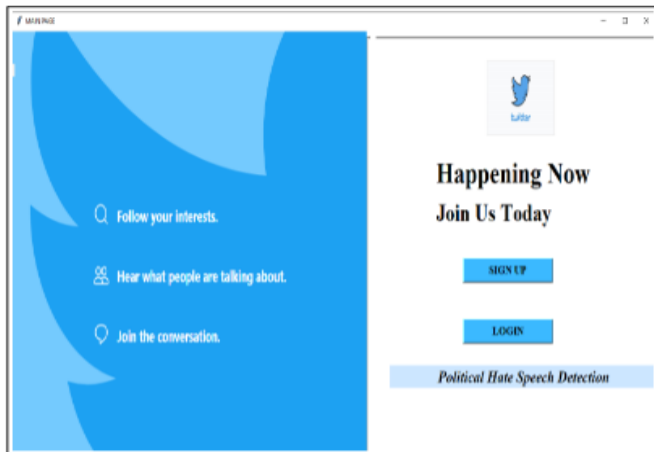 MAIN PAGE
Follow your interests.
Hear what people are talking about.
Join the conversation.
twitter
Happening Now
Join Us Today
SIGN UP
LOGIN
Political Hate Speech Detection